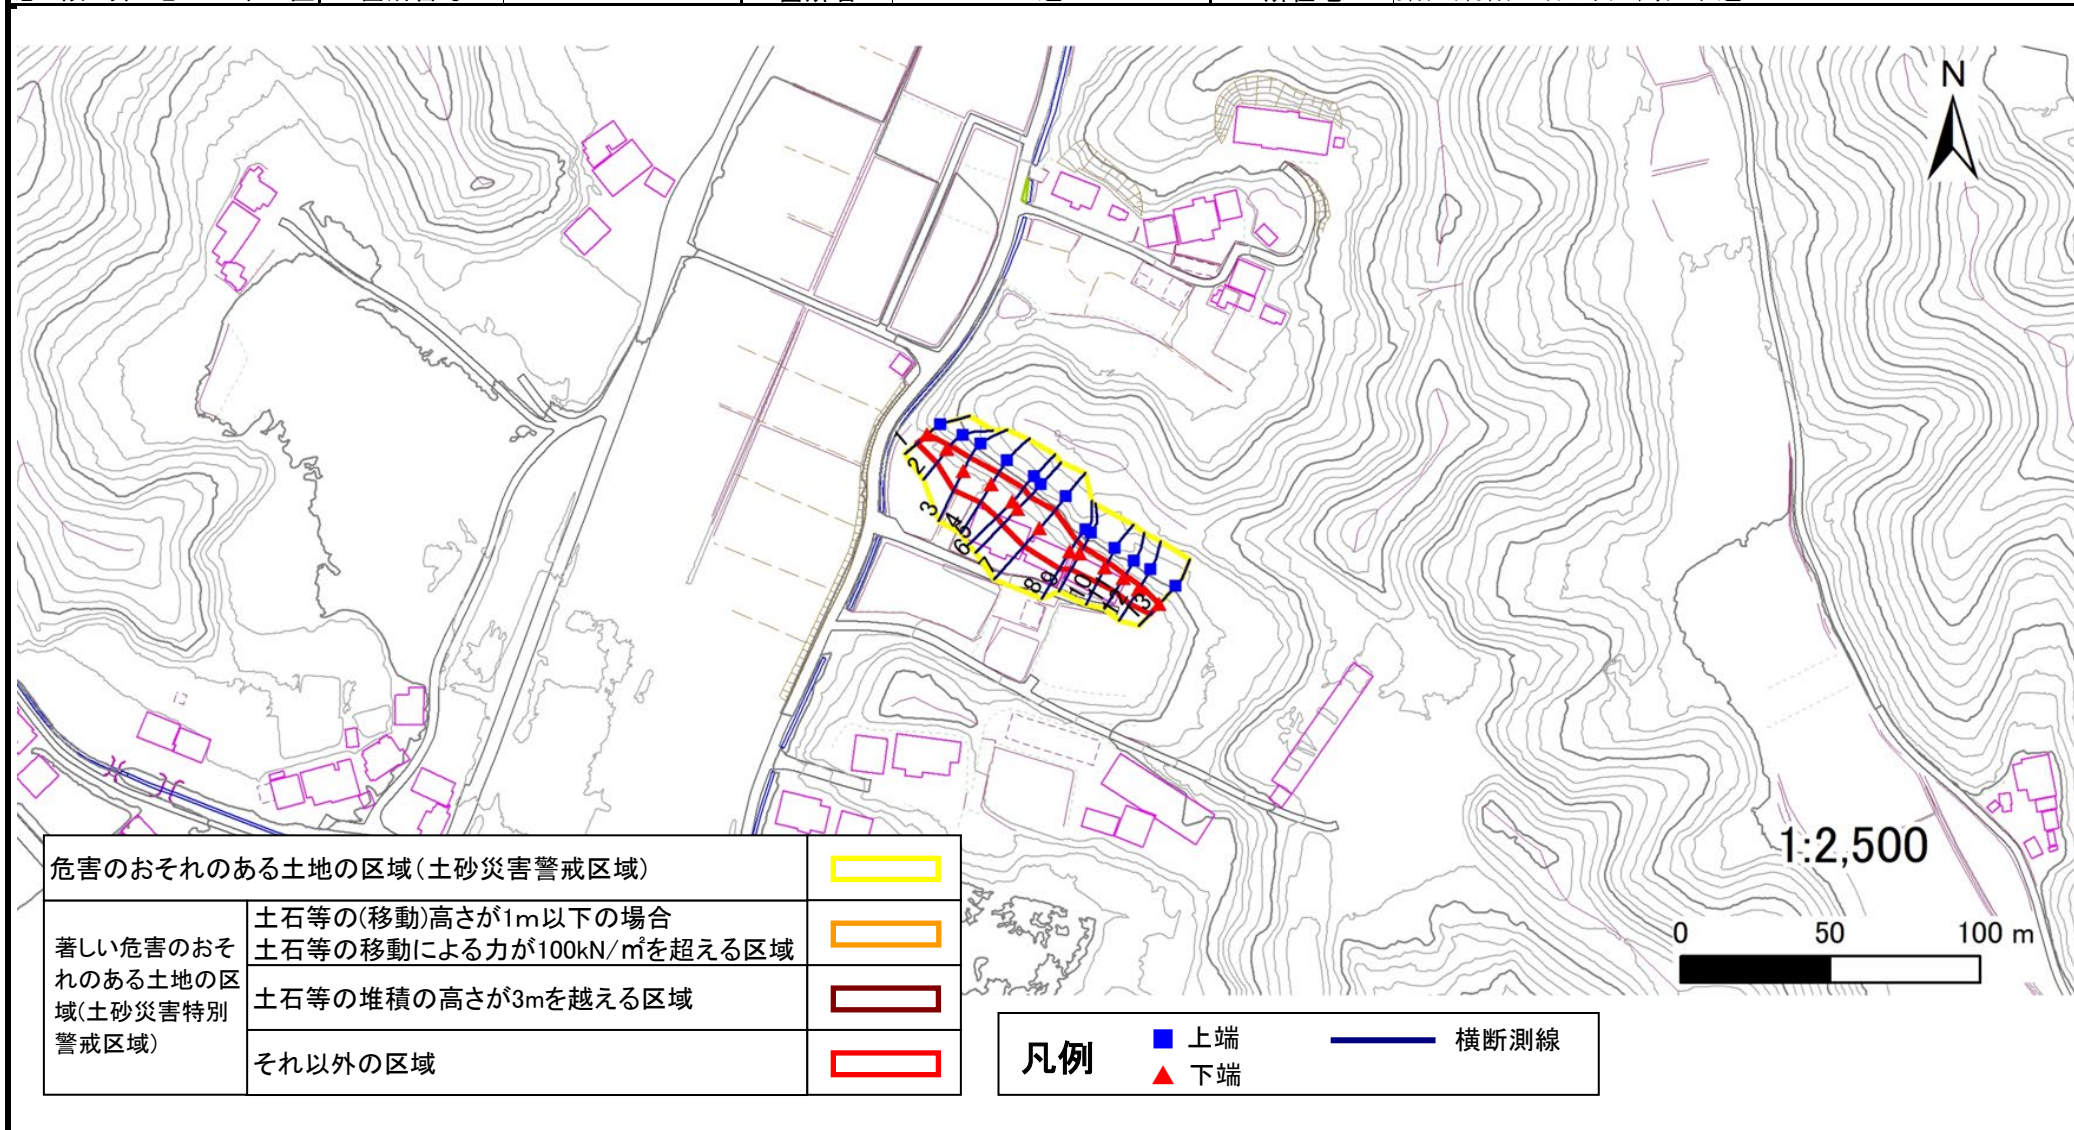 N
1
2
3
4
5
6
7
8
9
10
11
12
13
1:2,500
0 50 100 m
危害のおそれのある土地の区域(土砂災害警戒区域)
著しい危害のおそ
れのある土地の区
域(土砂災害特別
警戒区域)
土石等の(移動)高さが1m以下の場合
土石等の移動による力が100kN/㎡を超える区域
土石等の堆積の高さが3mを越える区域
それ以外の区域
凡例
上端
下端
横断測線